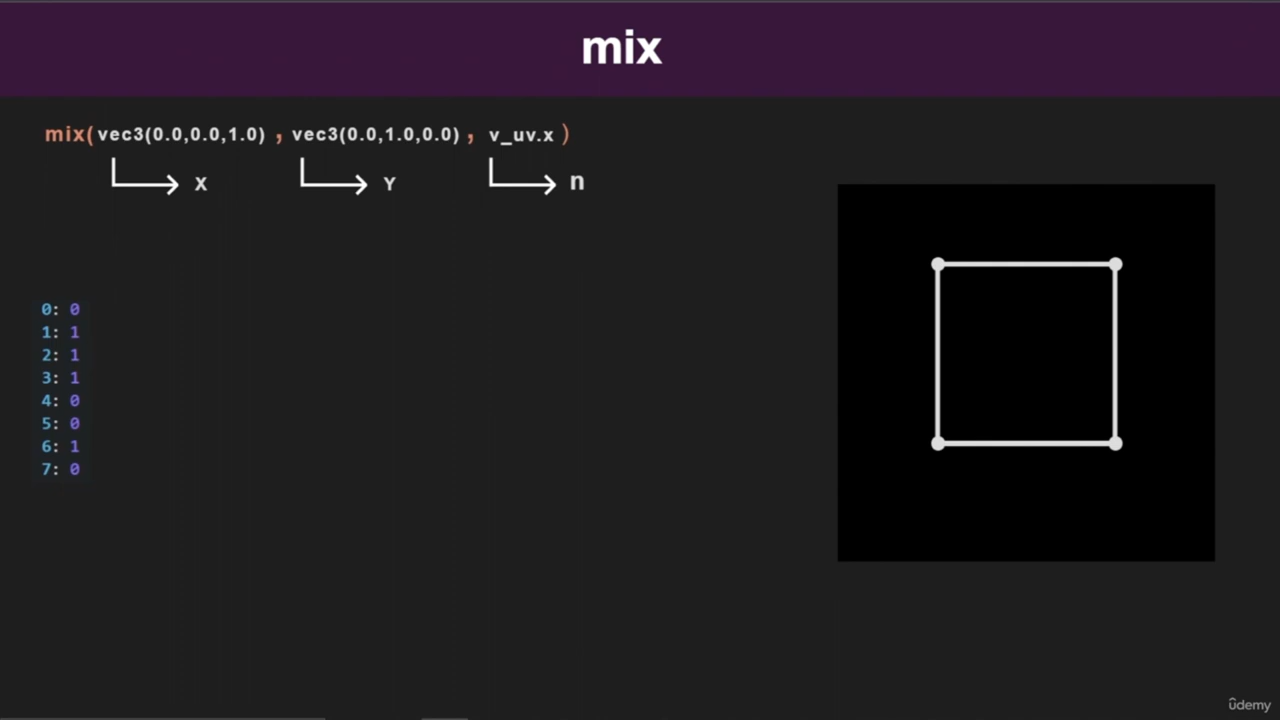 mix
mix(vec3(0.0,0.0,1.0) , vec3(0.0,1.0,0.0) , v_uv.x )
X Y n
0: 0
1: 1
2: 1
3: 1
4: 0
5: 0
6: 1
7: 0
ûdemy